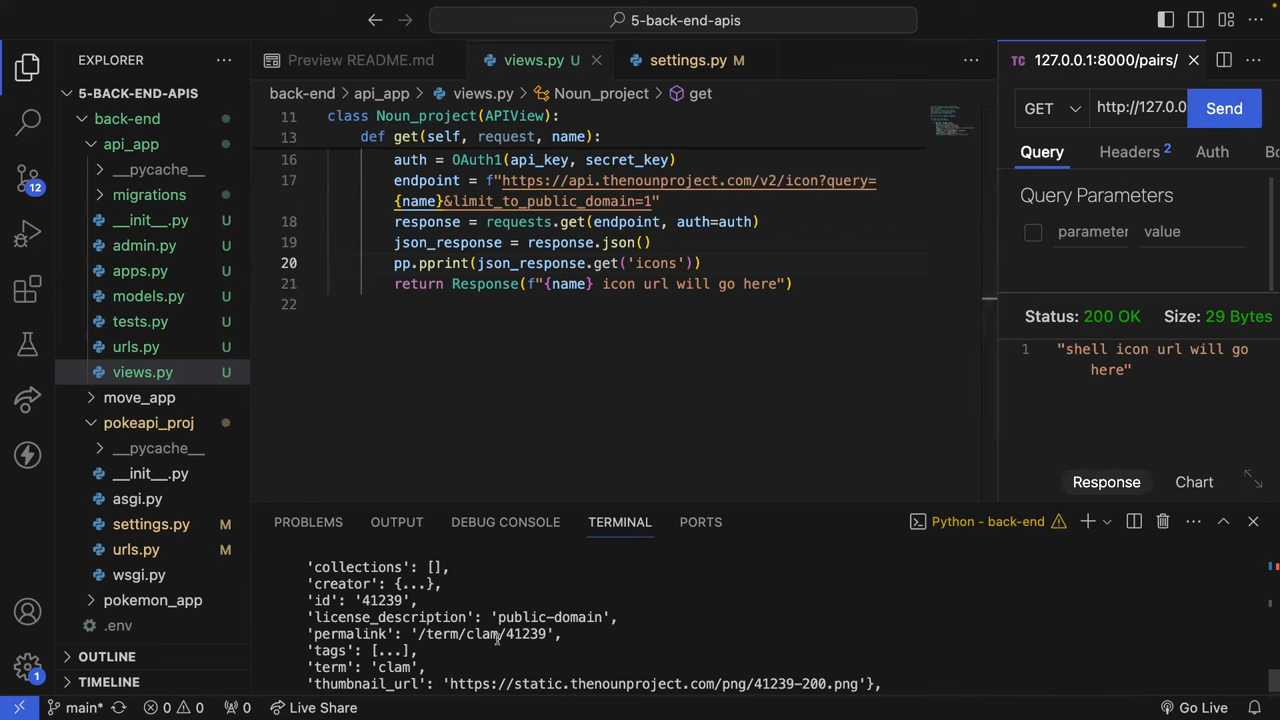 5-back-end-apis
EXPLORER
Preview README.md
views.py U
settings.py M
127.0.0.1:8000/pairs/
5-BACK-END-APIS
back-end
api_app
__pycache__
migrations
__init__.py U
admin.py U
apps.py U
models.py U
tests.py U
urls.py U
views.py U
move_app
pokeapi_proj
__pycache__
__init__.py
asgi.py
settings.py M
urls.py M
wsgi.py
pokemon_app
.env
OUTLINE
TIMELINE
12
1
back-end > api_app > views.py > Noun_project > get
11 class Noun_project(APIView):
13 def get(self, request, name):
16 auth = OAuth1(api_key, secret_key)
17 endpoint = f"https://api.thenounproject.com/v2/icon?query=
{name}&limit_to_public_domain=1"
18 response = requests.get(endpoint, auth=auth)
19 json_response = response.json()
20 pp.pprint(json_response.get('icons'))
21 return Response(f"{name} icon url will go here")
22
GET http://127.0 Send
Query Headers 2 Auth Bo
Query Parameters
parameter value
Status: 200 OK Size: 29 Bytes
1 "shell icon url will go
here"
Response Chart
PROBLEMS OUTPUT DEBUG CONSOLE TERMINAL PORTS
Python - back-end
'collections': [],
'creator': {...},
'id': '41239',
'license_description': 'public-domain',
'permalink': '/term/clam/41239',
'tags': [...],
'term': 'clam',
'thumbnail_url': 'https://static.thenounproject.com/png/41239-200.png'},
main* 0 0 0 Live Share Go Live